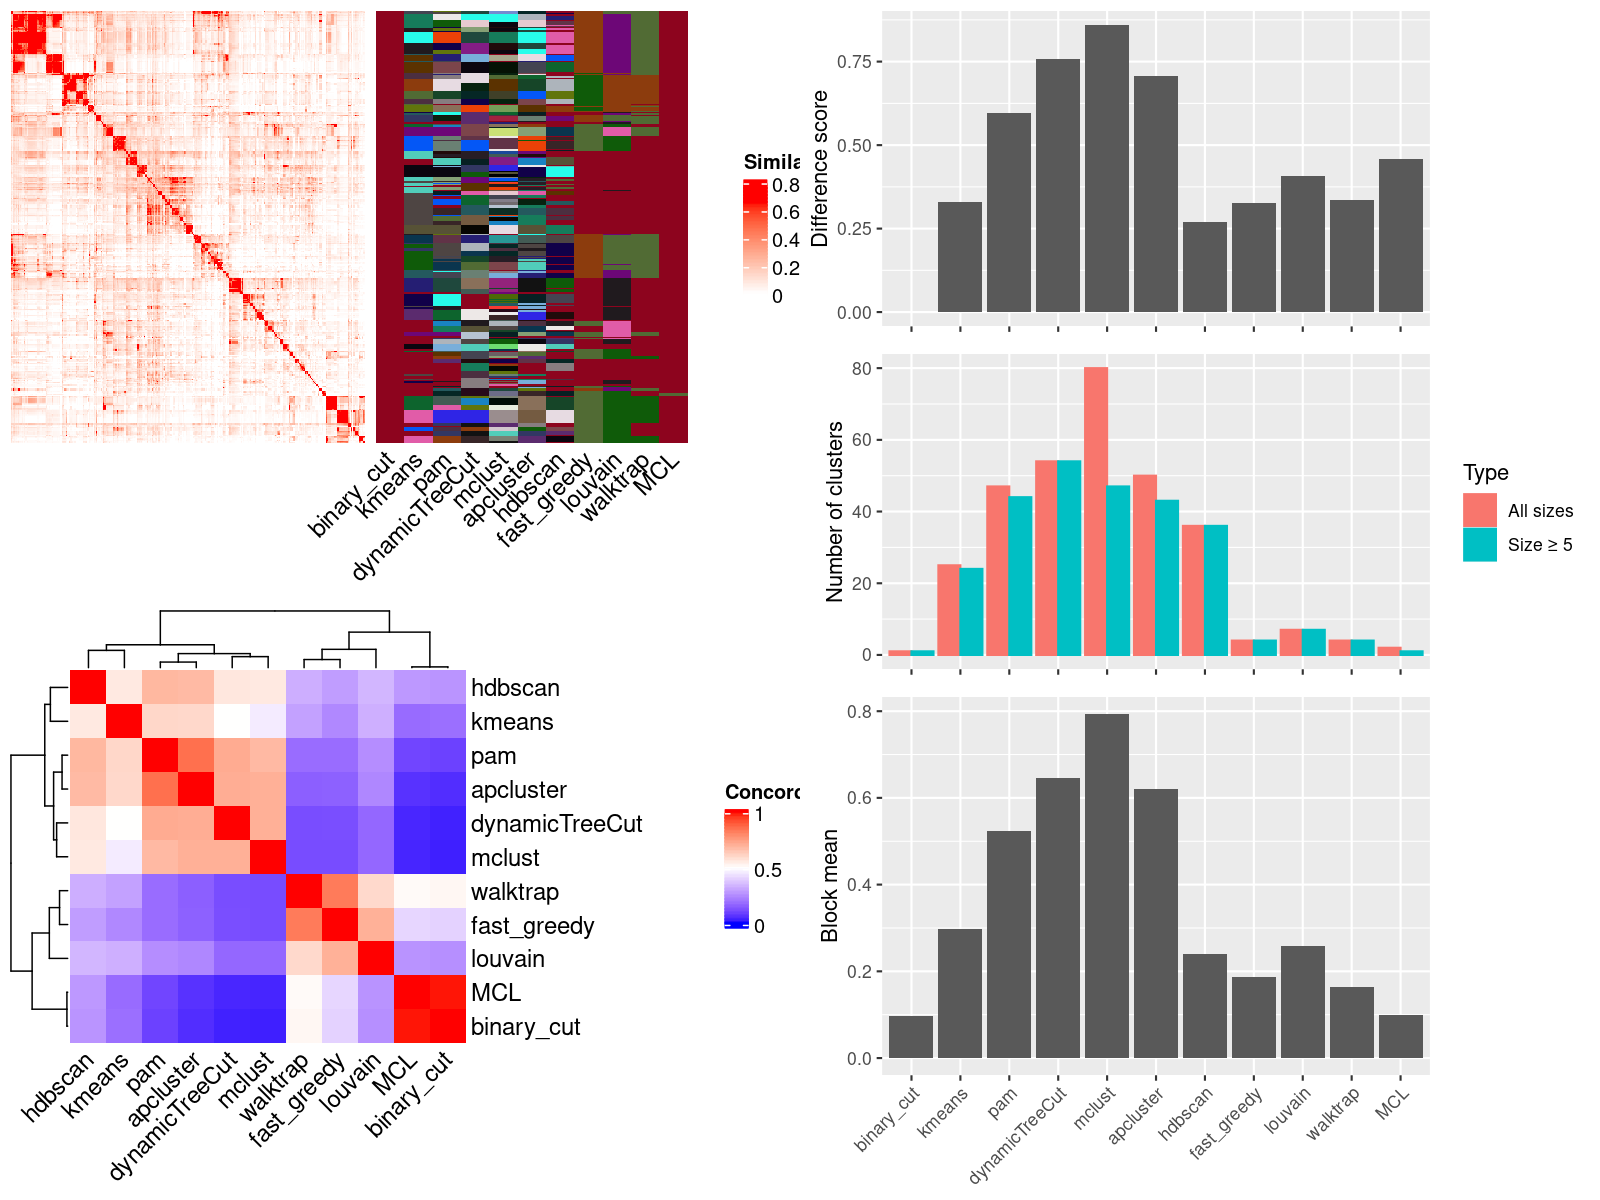 Simila
0.8
0.6
0.4
0.2
0
binary_cut
kmeans
pam
dynamicTreeCut
mclust
apcluster
hdbscan
fast_greedy
louvain
walktrap
MCL
hdbscan
kmeans
pam
apcluster
dynamicTreeCut
mclust
walktrap
fast_greedy
louvain
MCL
binary_cut
hdbscan
kmeans
pam
apcluster
dynamicTreeCut
mclust
walktrap
fast_greedy
louvain
MCL
binary_cut
Concord
1
0.5
0
Difference score
0.75
0.50
0.25
0.00
Number of clusters
80
60
40
20
0
Type
All sizes
Size ≥ 5
Block mean
0.8
0.6
0.4
0.2
0.0
binary_cut
kmeans
pam
dynamicTreeCut
mclust
apcluster
hdbscan
fast_greedy
louvain
walktrap
MCL